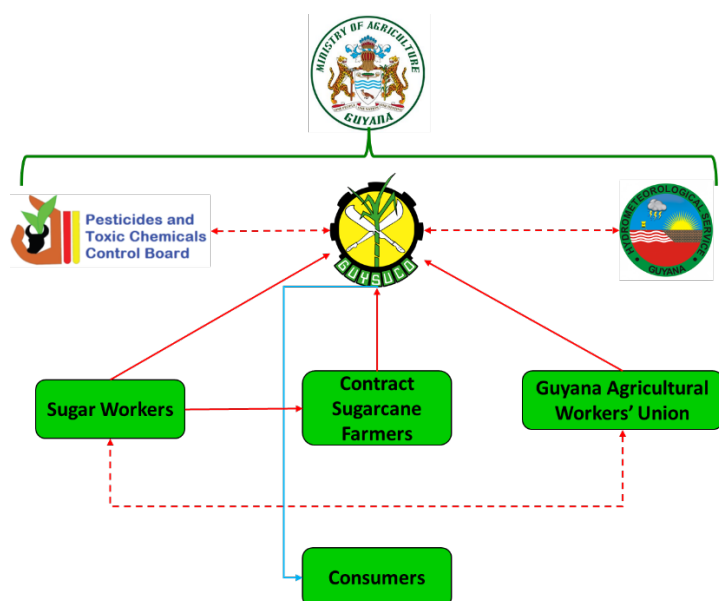 MINISTRY OF AGRICULTURE
GUYANA
Pesticides and
Toxic Chemicals
Control Board
GUYSUCO
HYDROMETEOROLOGICAL SERVICE
GUYANA
Sugar Workers
Contract
Sugarcane
Farmers
Guyana Agricultural
Workers’ Union
Consumers